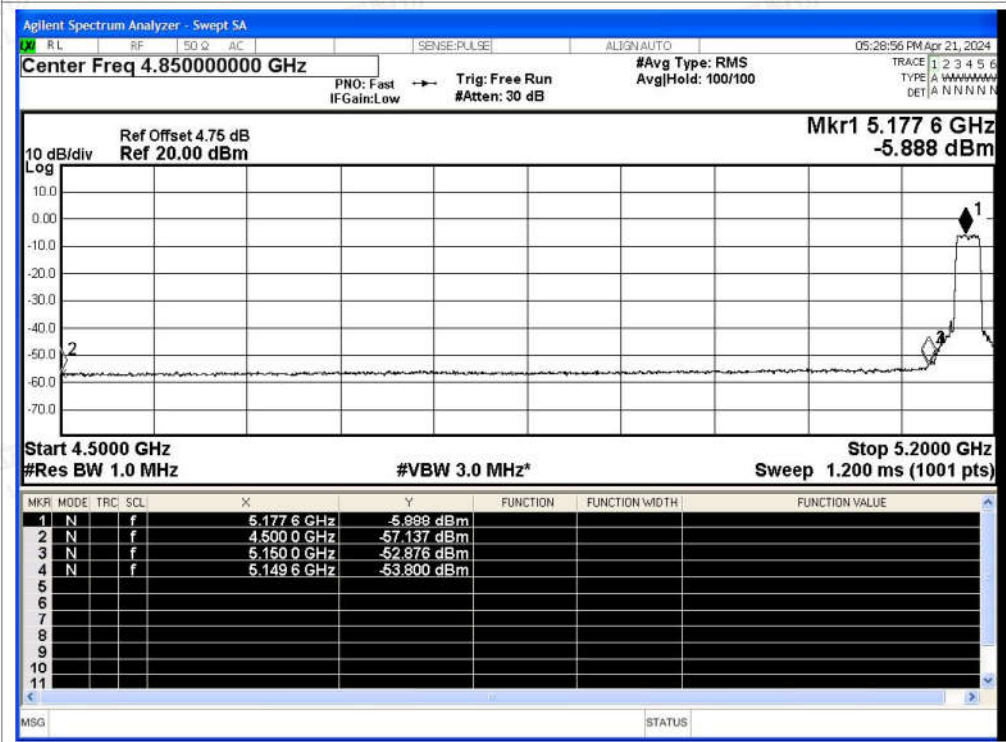 Agilent Spectrum Analyzer - Swept SA
LXI RL RF 50 Ω AC SENSE:PULSE ALIGN AUTO 05:28:56 PM Apr 21, 2024
Center Freq 4.850000000 GHz
PNO: Fast
IFGain:Low
Trig: Free Run
#Atten: 30 dB
#Avg Type: RMS
Avg|Hold: 100/100
TRACE 1 2 3 4 5 6
TYPE A WWWWW
DET A N N N N N
Mkr1 5.177 6 GHz
-5.888 dBm
Ref Offset 4.75 dB
10 dB/div Ref 20.00 dBm
Log
10.0
0.00
-10.0
-20.0
-30.0
-40.0
-50.0
-60.0
-70.0
1
2
Start 4.5000 GHz Stop 5.2000 GHz
#Res BW 1.0 MHz #VBW 3.0 MHz* Sweep 1.200 ms (1001 pts)
MKR MODE TRC SCL X Y FUNCTION FUNCTION WIDTH FUNCTION VALUE
1 N f 5.177 6 GHz -5.888 dBm
2 N f 4.500 0 GHz -57.137 dBm
3 N f 5.150 0 GHz -52.876 dBm
4 N f 5.149 6 GHz -53.800 dBm
5
6
7
8
9
10
11
MSG STATUS